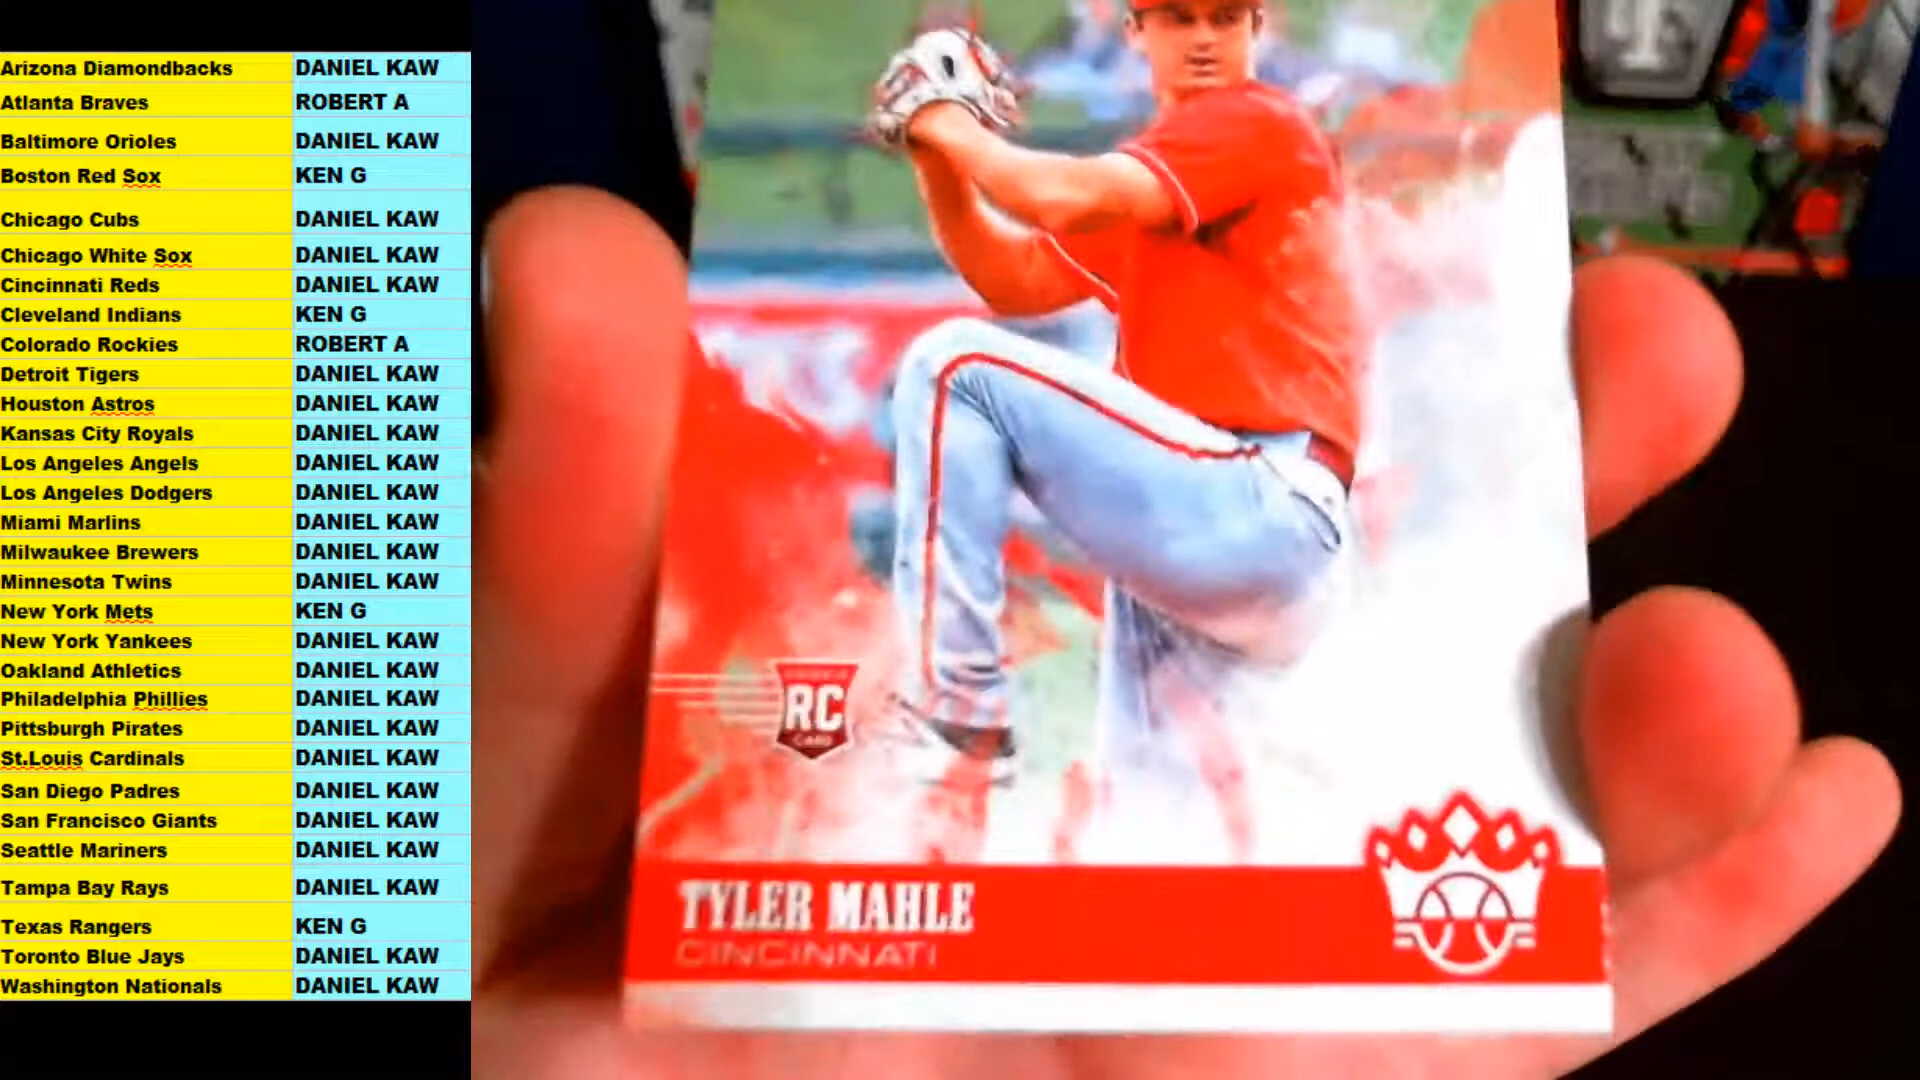 Arizona Diamondbacks DANIEL KAW
Atlanta Braves ROBERT A
Baltimore Orioles DANIEL KAW
Boston Red Sox KEN G
Chicago Cubs DANIEL KAW
Chicago White Sox DANIEL KAW
Cincinnati Reds DANIEL KAW
Cleveland Indians KEN G
Colorado Rockies ROBERT A
Detroit Tigers DANIEL KAW
Houston Astros DANIEL KAW
Kansas City Royals DANIEL KAW
Los Angeles Angels DANIEL KAW
Los Angeles Dodgers DANIEL KAW
Miami Marlins DANIEL KAW
Milwaukee Brewers DANIEL KAW
Minnesota Twins DANIEL KAW
New York Mets KEN G
New York Yankees DANIEL KAW
Oakland Athletics DANIEL KAW
Philadelphia Phillies DANIEL KAW
Pittsburgh Pirates DANIEL KAW
St.Louis Cardinals DANIEL KAW
San Diego Padres DANIEL KAW
San Francisco Giants DANIEL KAW
Seattle Mariners DANIEL KAW
Tampa Bay Rays DANIEL KAW
Texas Rangers KEN G
Toronto Blue Jays DANIEL KAW
Washington Nationals DANIEL KAW
RC
CARD
TYLER MAHLE
CINCINNATI